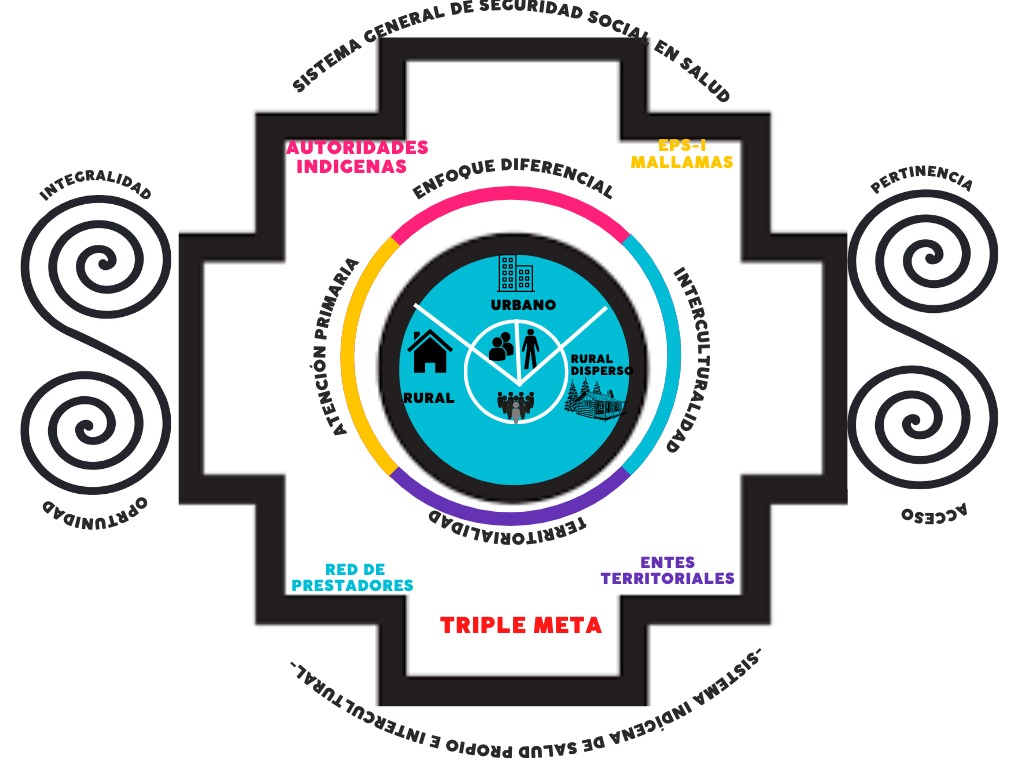 SISTEMA GENERAL DE SEGURIDAD SOCIAL EN SALUD
AUTORIDADES
INDIGENAS
EPS-I
MALLAMAS
INTEGRALIDAD
ENFOQUE DIFERENCIAL
PERTINENCIA
ATENCIÓN PRIMARIA
INTERCULTURALIDAD
URBANO
RURAL
DISPERSO
RURAL
OPRTUNIDAD
TERRITORIALIDAD
ACCESO
RED DE
PRESTADORES
ENTES
TERRITORIALES
TRIPLE META
-SISTEMA INDÍGENA DE SALUD PROPIO E INTERCULTURAL-